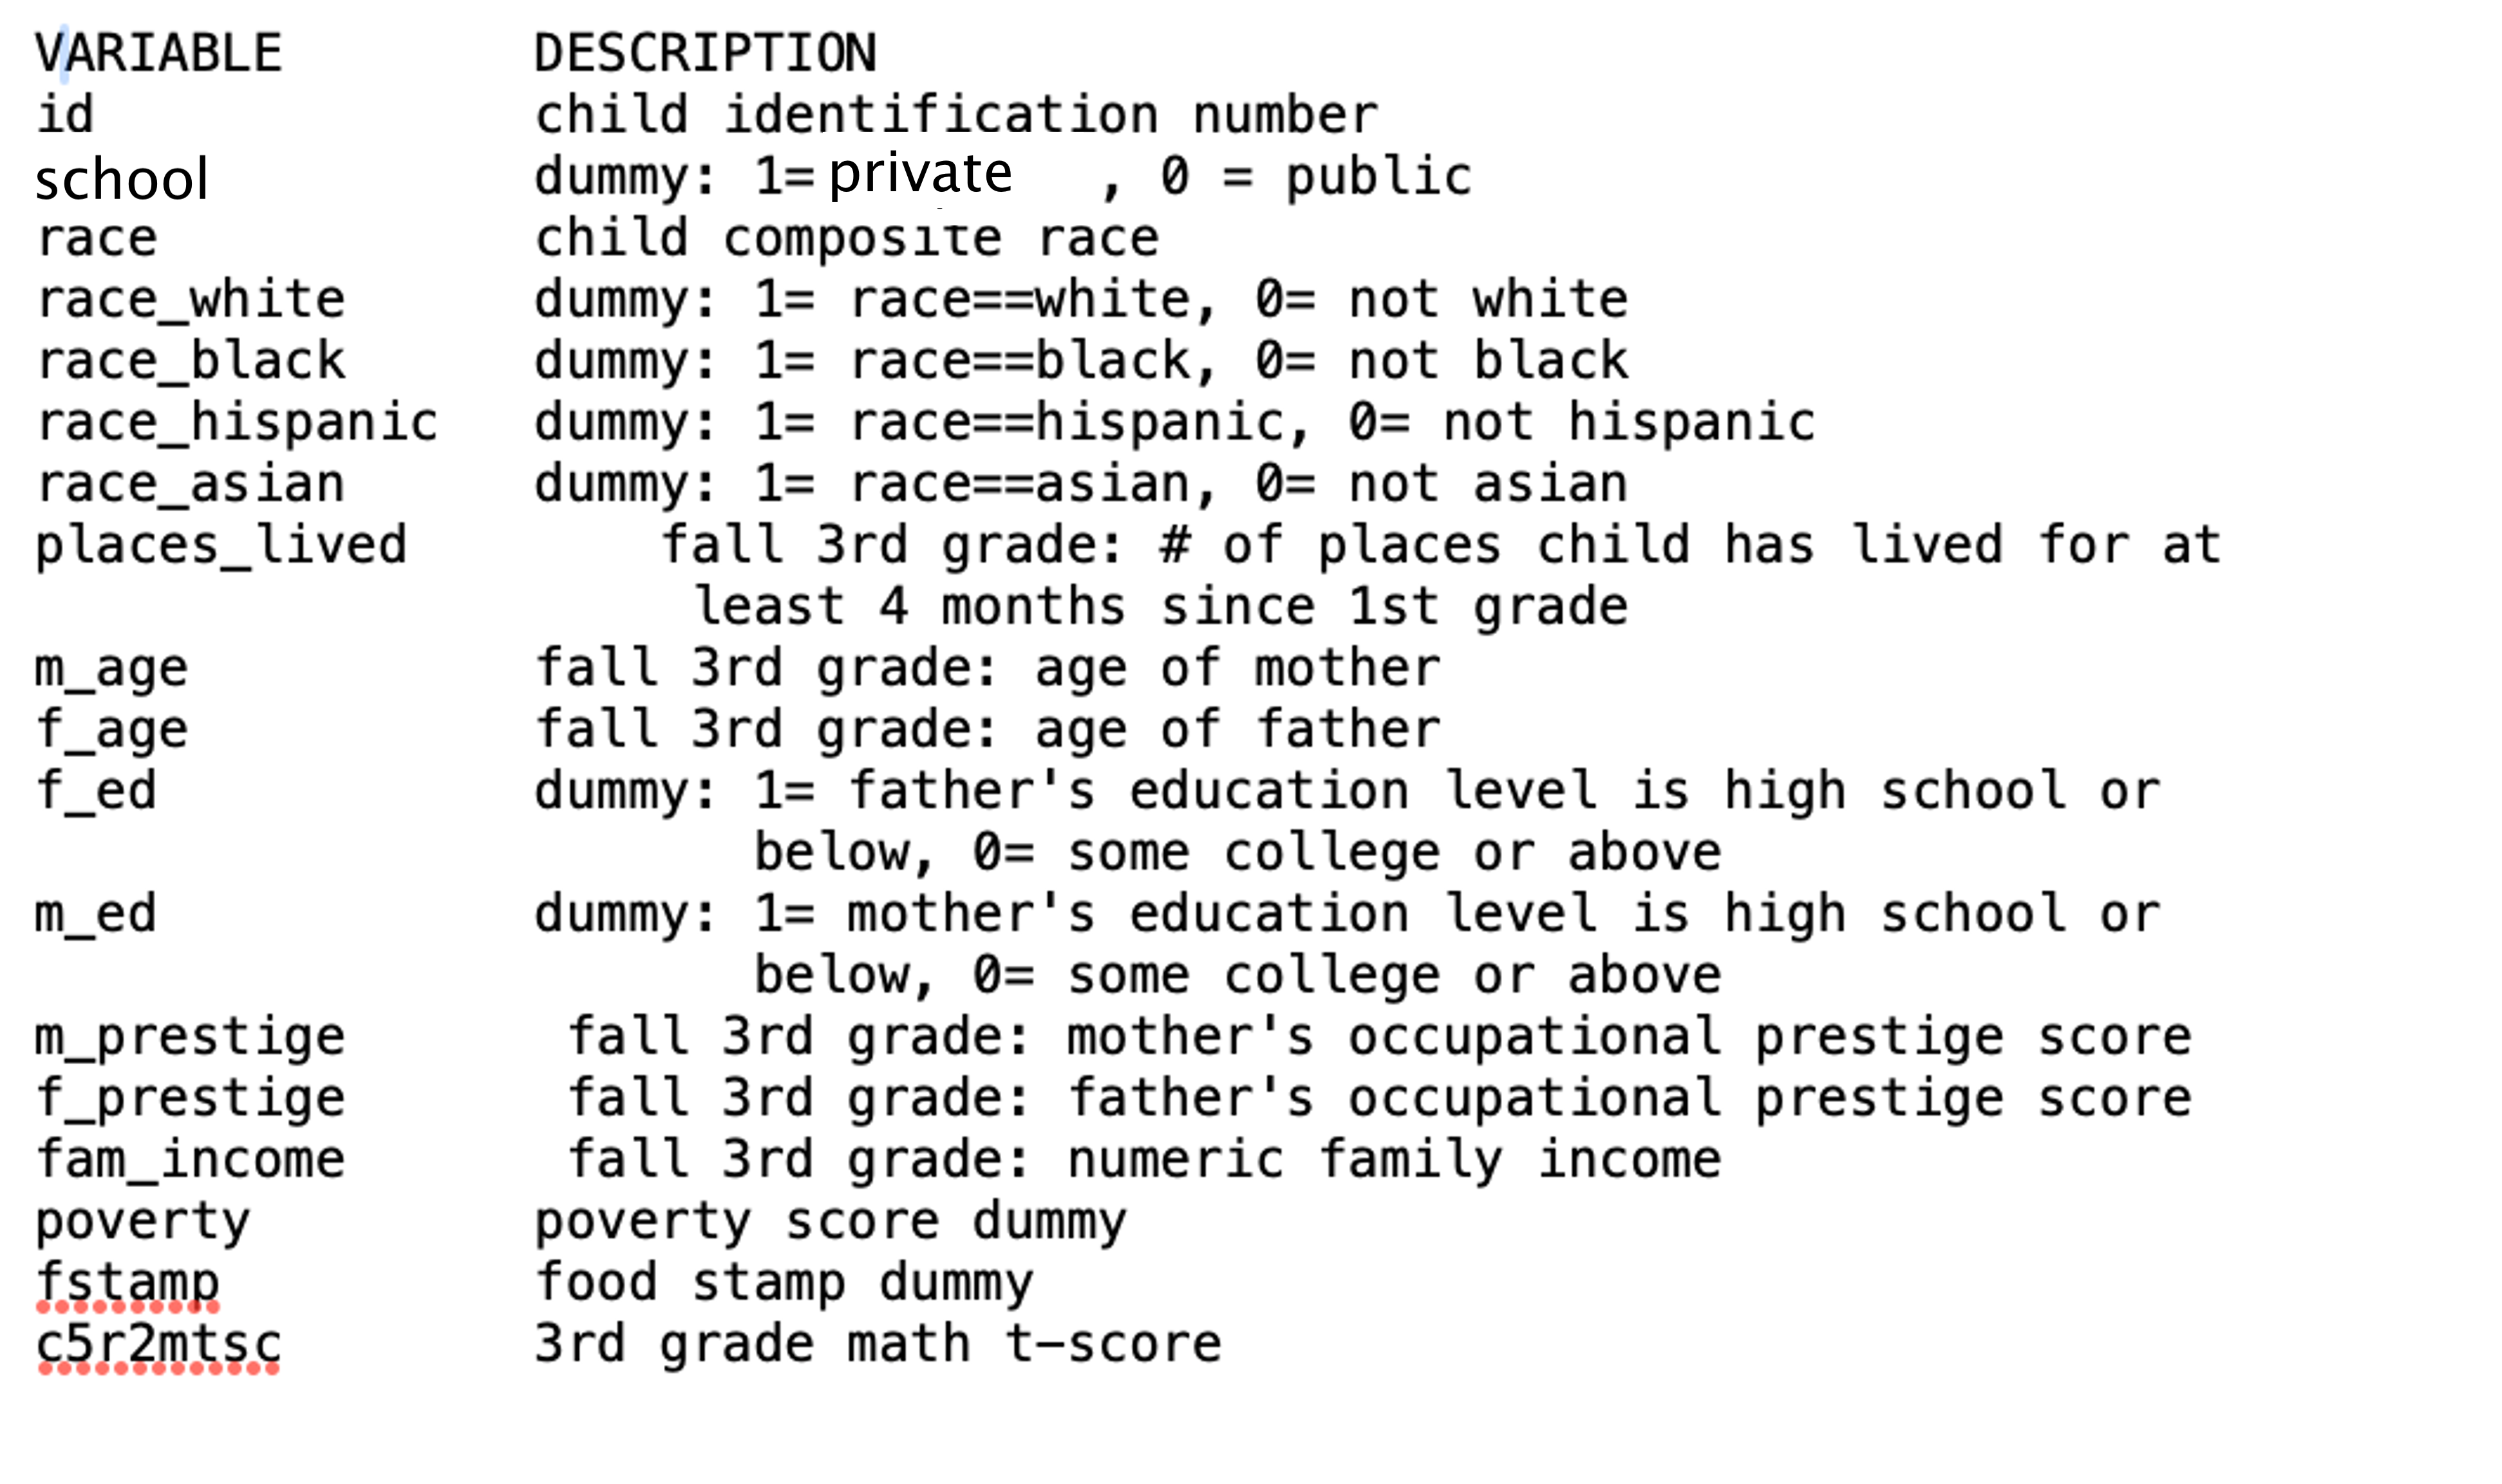 VARIABLE DESCRIPTION
id child identification number
school dummy: 1= private , 0 = public
race child composite race
race_white dummy: 1= race==white, 0= not white
race_black dummy: 1= race==black, 0= not black
race_hispanic dummy: 1= race==hispanic, 0= not hispanic
race_asian dummy: 1= race==asian, 0= not asian
places_lived fall 3rd grade: # of places child has lived for at
least 4 months since 1st grade
m_age fall 3rd grade: age of mother
f_age fall 3rd grade: age of father
f_ed dummy: 1= father's education level is high school or
below, 0= some college or above
m_ed dummy: 1= mother's education level is high school or
below, 0= some college or above
m_prestige fall 3rd grade: mother's occupational prestige score
f_prestige fall 3rd grade: father's occupational prestige score
fam_income fall 3rd grade: numeric family income
poverty poverty score dummy
fstamp food stamp dummy
c5r2mtsc 3rd grade math t-score